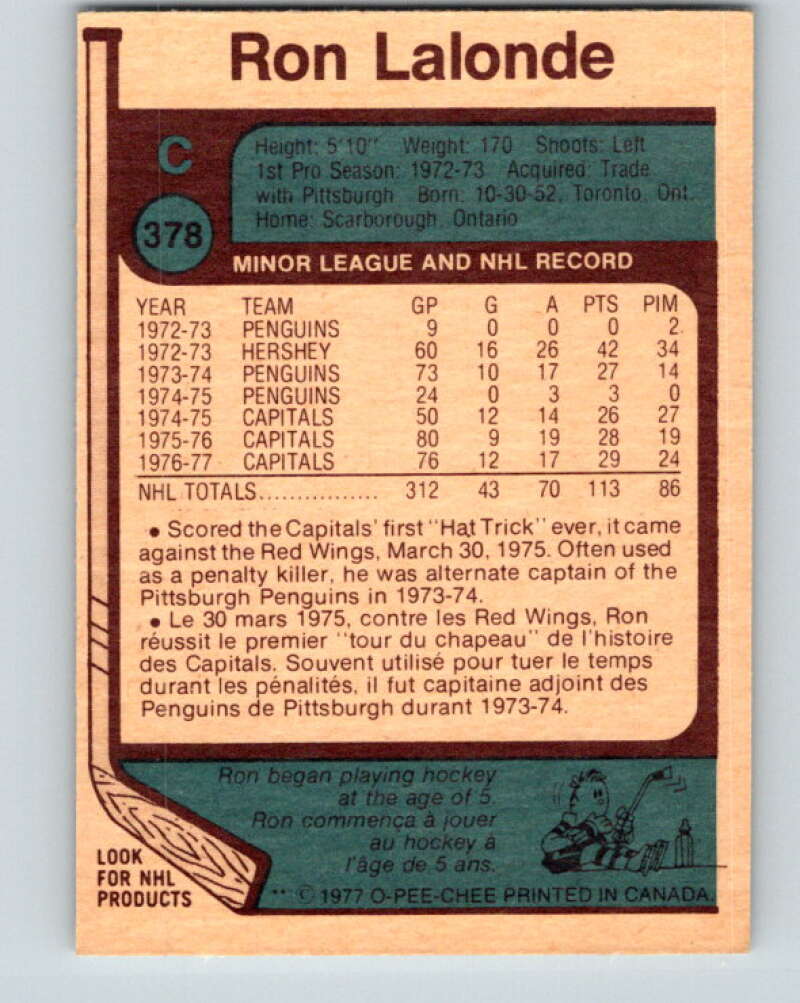 Ron Lalonde
C
378
Height: 5'10" Weight: 170 Shoots: Left
1st Pro Season: 1972-73 Acquired: Trade
with Pittsburgh Born: 10-30-52, Toronto, Ont.
Home: Scarborough, Ontario
MINOR LEAGUE AND NHL RECORD
YEAR TEAM GP G A PTS PIM
1972-73 PENGUINS 9 0 0 0 2
1972-73 HERSHEY 60 16 26 42 34
1973-74 PENGUINS 73 10 17 27 14
1974-75 PENGUINS 24 0 3 3 0
1974-75 CAPITALS 50 12 14 26 27
1975-76 CAPITALS 80 9 19 28 19
1976-77 CAPITALS 76 12 17 29 24
NHL TOTALS................ 312 43 70 113 86
• Scored the Capitals' first "Hat Trick" ever, it came
against the Red Wings, March 30, 1975. Often used
as a penalty killer, he was alternate captain of the
Pittsburgh Penguins in 1973-74.
• Le 30 mars 1975, contre les Red Wings, Ron
réussit le premier "tour du chapeau" de l'histoire
des Capitals. Souvent utilisé pour tuer le temps
durant les pénalités, il fut capitaine adjoint des
Penguins de Pittsburgh durant 1973-74.
Ron began playing hockey
at the age of 5.
Ron commença à jouer
au hockey à
l'âge de 5 ans.
LOOK
FOR NHL
PRODUCTS
** © 1977 O-PEE-CHEE PRINTED IN CANADA.